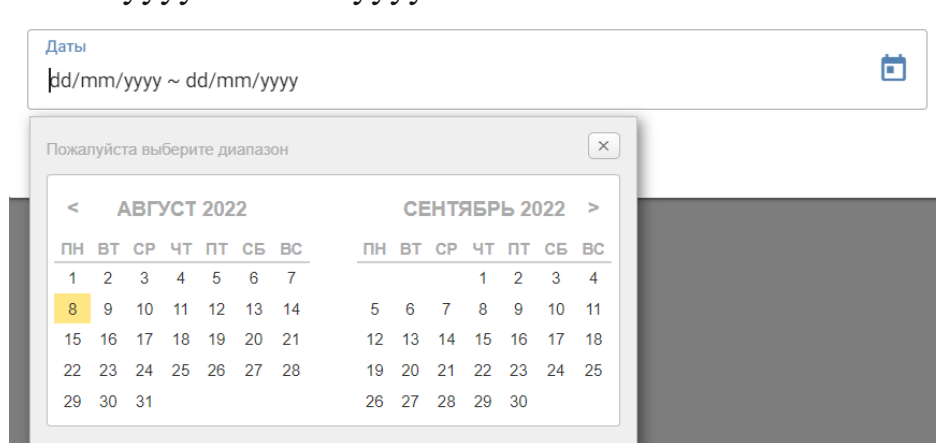 Даты
dd/mm/yyyy ~ dd/mm/yyyy
Пожалуйста выберите диапазон ×
< АВГУСТ 2022 СЕНТЯБРЬ 2022 >
ПН ВТ СР ЧТ ПТ СБ ВС ПН ВТ СР ЧТ ПТ СБ ВС
1 2 3 4 5 6 7 1 2 3 4
8 9 10 11 12 13 14 5 6 7 8 9 10 11
15 16 17 18 19 20 21 12 13 14 15 16 17 18
22 23 24 25 26 27 28 19 20 21 22 23 24 25
29 30 31 26 27 28 29 30